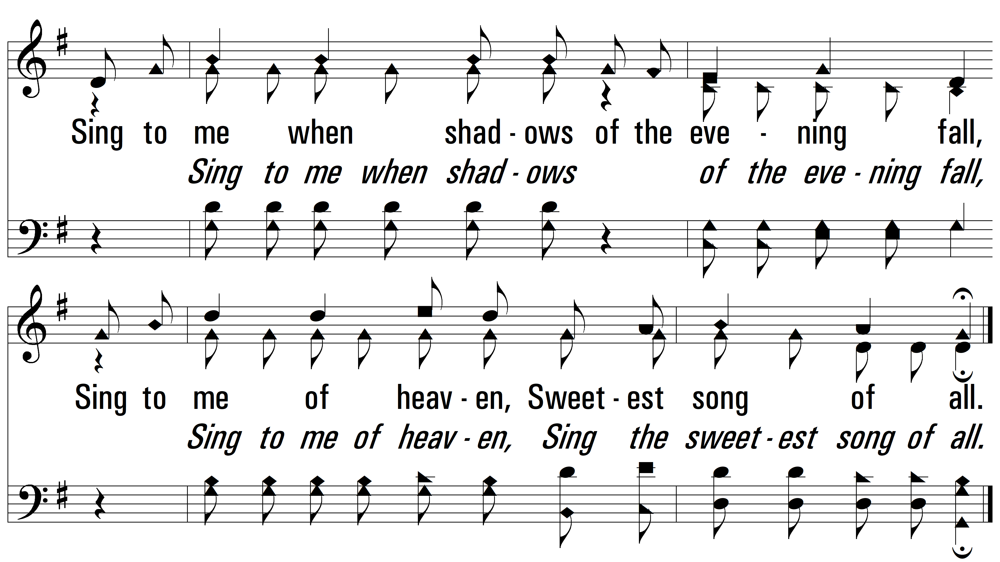 Sing to me when shad - ows of the eve - ning fall,
Sing to me when shad - ows of the eve - ning fall,
Sing to me of heav - en, Sweet - est song of all.
Sing to me of heav - en, Sing the sweet - est song of all.